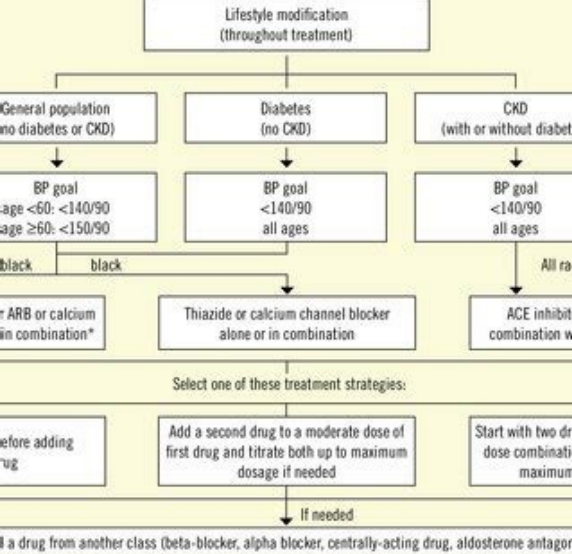 Lifestyle modification
(throughout treatment)
General population
no diabetes or CKD)
Diabetes
(no CKD)
CKD
(with or without diabet
BP goal
age <60: <140/90
age ≥60: <150/90
BP goal
<140/90
all ages
BP goal
<140/90
all ages
black
black
All ra
r ARB or calcium
in combination*
Thiazide or calcium channel blocker
alone or in combination
ACE inhibit
combination w
Select one of these treatment strategies:
efore adding
rug
Add a second drug to a moderate dose of
first drug and titrate both up to maximum
dosage if needed
Start with two dr
dose combinati
maximum
If needed
l a drug from another class (beta-blocker, alpha blocker, centrally-acting drug, aldosterone antagon